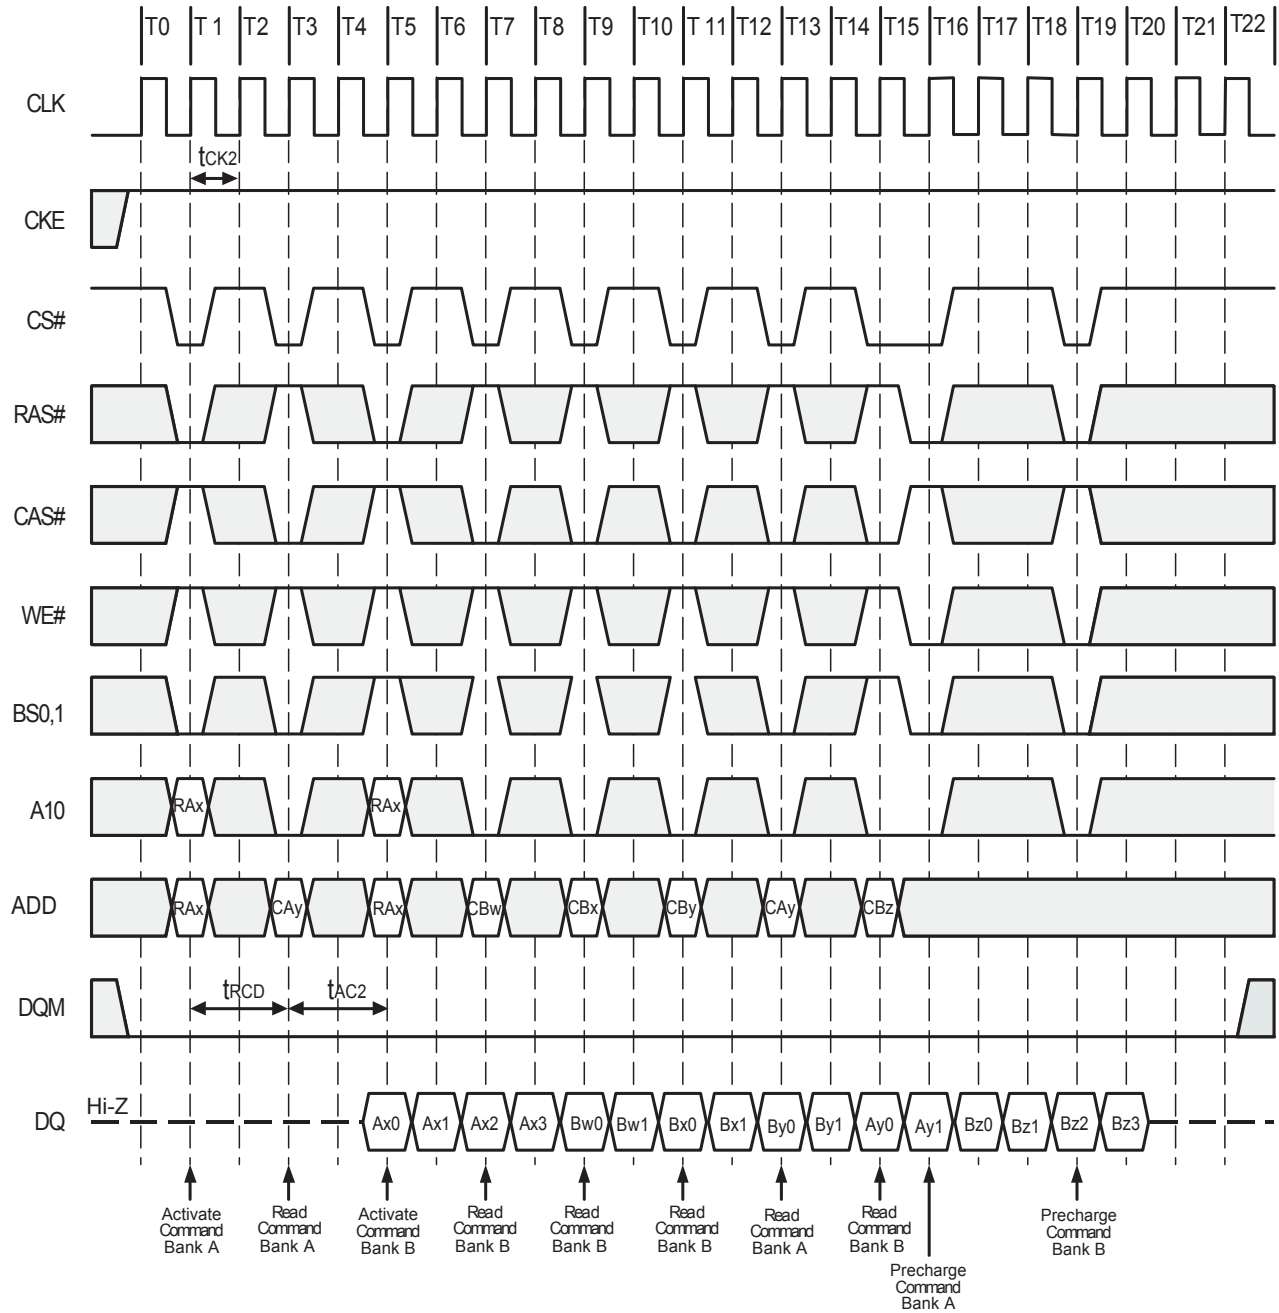 T0 T 1 T2 T3 T4 T5 T6 T7 T8 T9 T10 T 11 T12 T13 T14 T15 T16 T17 T18 T19 T20 T21 T22
CLK
tCK2
CKE
CS#
RAS#
CAS#
WE#
BS0,1
A10 RAx RAx
ADD RAx CAy RAx CBw CBx CBy CAy CBz
tRCD tAC2
DQM
Hi-Z
DQ Ax0 Ax1 Ax2 Ax3 Bw0 Bw1 Bx0 Bx1 By0 By1 Ay0 Ay1 Bz0 Bz1 Bz2 Bz3
Activate
Command
Bank A
Read
Command
Bank A
Activate
Command
Bank B
Read
Command
Bank B
Read
Command
Bank B
Read
Command
Bank B
Read
Command
Bank A
Read
Command
Bank B
Precharge
Command
Bank A
Precharge
Command
Bank B